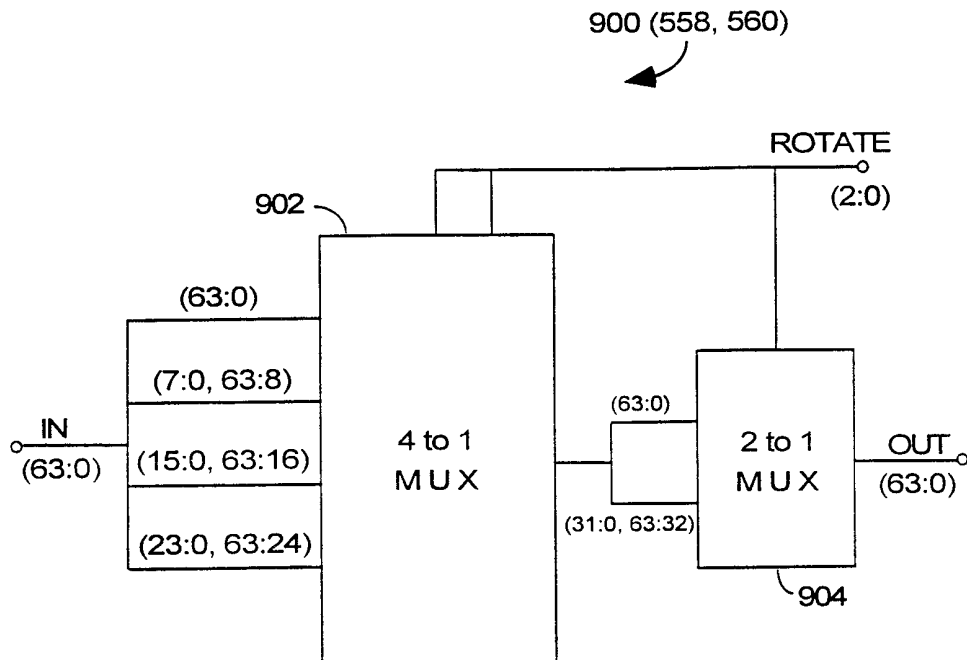 900 (558, 560)
ROTATE
(2:0)
902
(63:0)
(7:0, 63:8)
IN
(63:0)
(15:0, 63:16)
(23:0, 63:24)
4 to 1
MUX
(63:0)
(31:0, 63:32)
2 to 1
MUX
OUT
(63:0)
904